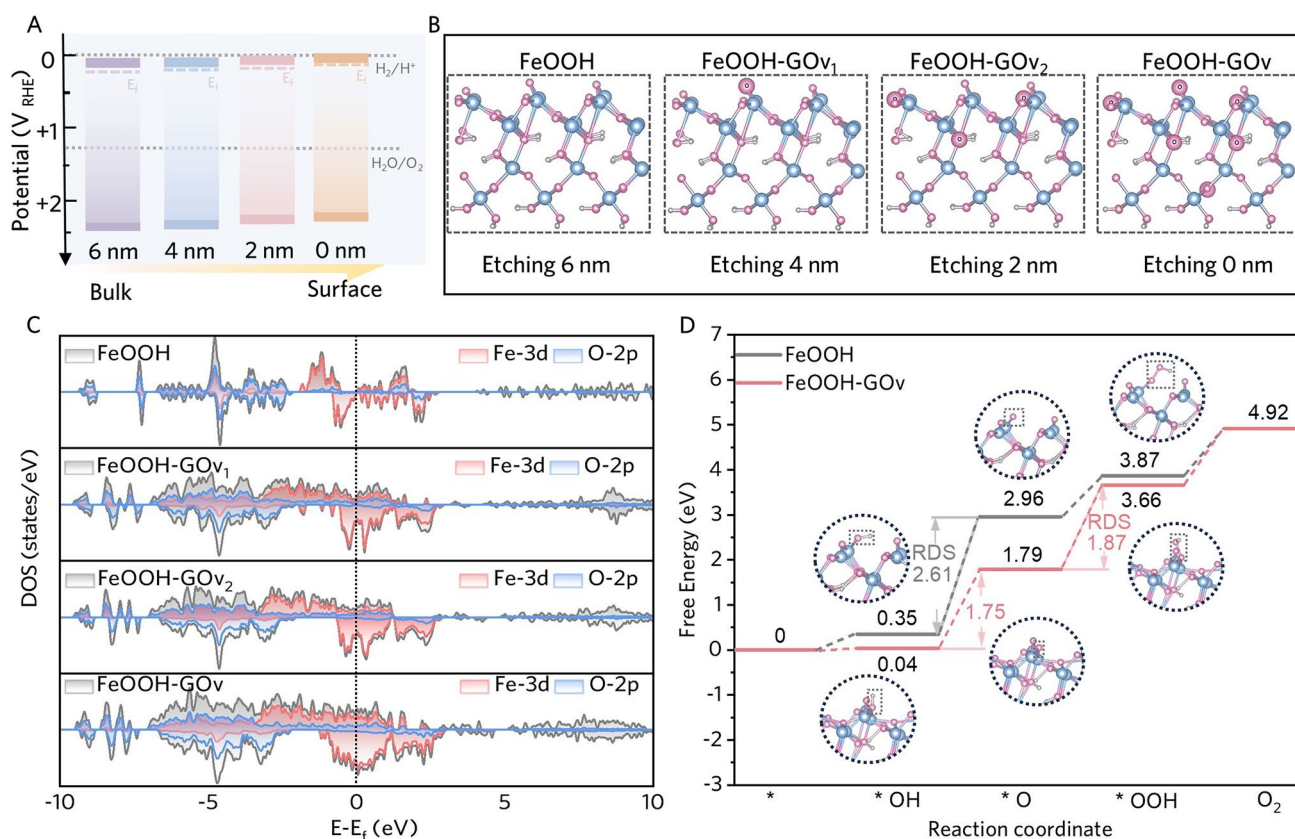 A
Potential (V RHE)
0
+1
+2
H₂/H⁺
H₂O/O₂
Ef
Ef
Ef
Ef
6 nm 4 nm 2 nm 0 nm
Bulk Surface
B
FeOOH FeOOH-GOv₁ FeOOH-GOv₂ FeOOH-GOv
Etching 6 nm Etching 4 nm Etching 2 nm Etching 0 nm
C
DOS (states/eV)
FeOOH Fe-3d O-2p
FeOOH-GOv₁ Fe-3d O-2p
FeOOH-GOv₂ Fe-3d O-2p
FeOOH-GOv Fe-3d O-2p
-10 -5 0 5 10
E-Ef (eV)
D
Free Energy (eV)
7
6
5
4
3
2
1
0
-1
-2
-3
FeOOH
FeOOH-GOv
0
0.35
0.04
RDS
2.61
2.96
1.79
1.75
3.87
3.66
RDS
1.87
4.92
* * OH * O * OOH O₂
Reaction coordinate